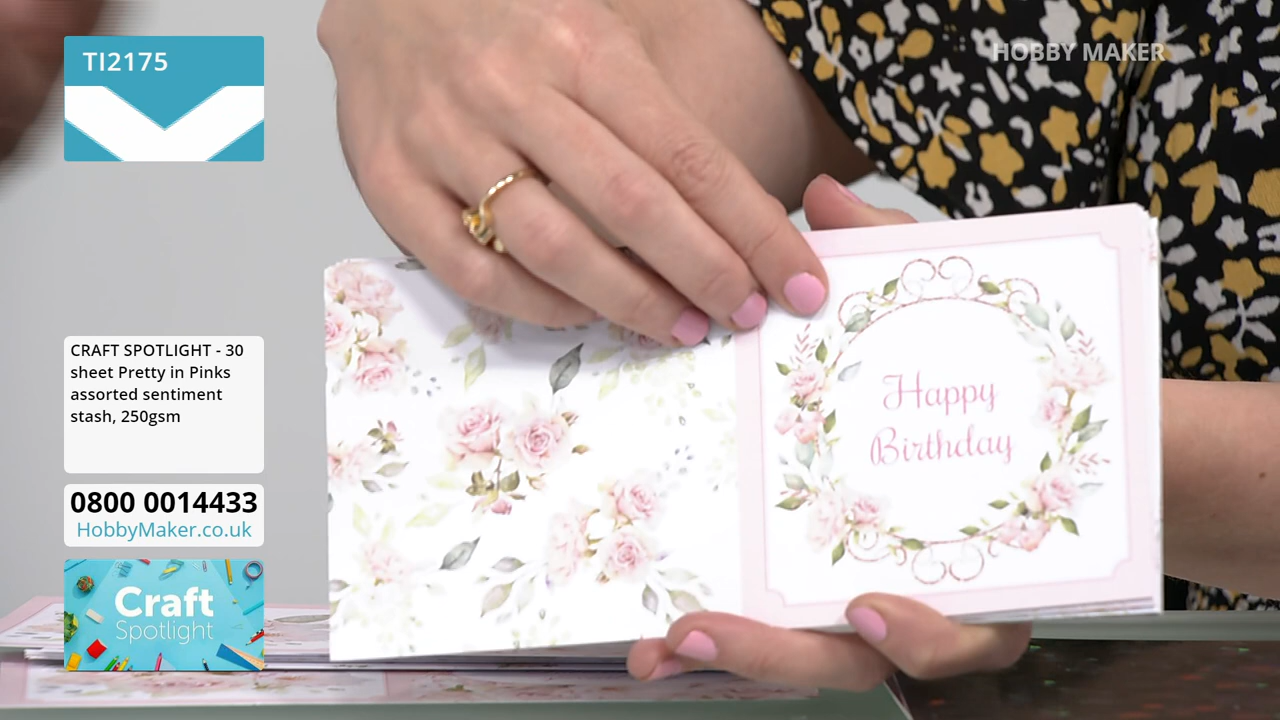 TI2175
HOBBY MAKER
CRAFT SPOTLIGHT - 30
sheet Pretty in Pinks
assorted sentiment
stash, 250gsm
0800 0014433
HobbyMaker.co.uk
Craft
Spotlight
Happy
Birthday